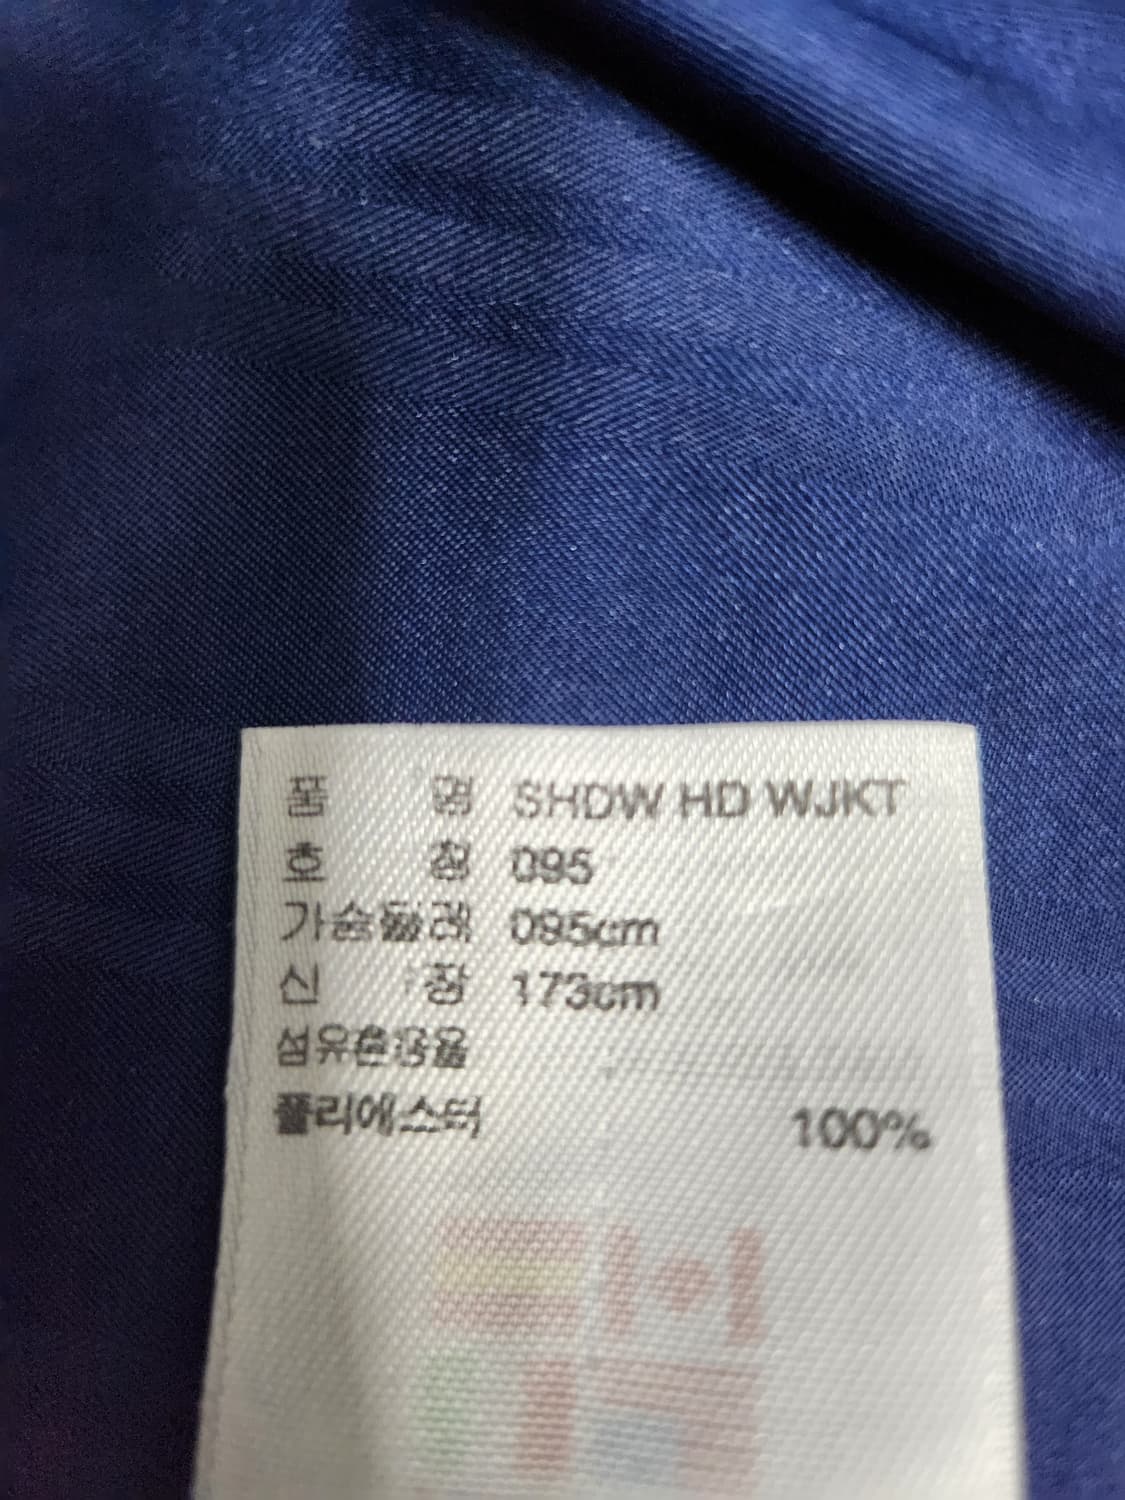 품 명 SHDW HD WJKT
호 칭 095
가슴둘레 095cm
신 장 173cm
섬유혼용율
폴리에스터 100%